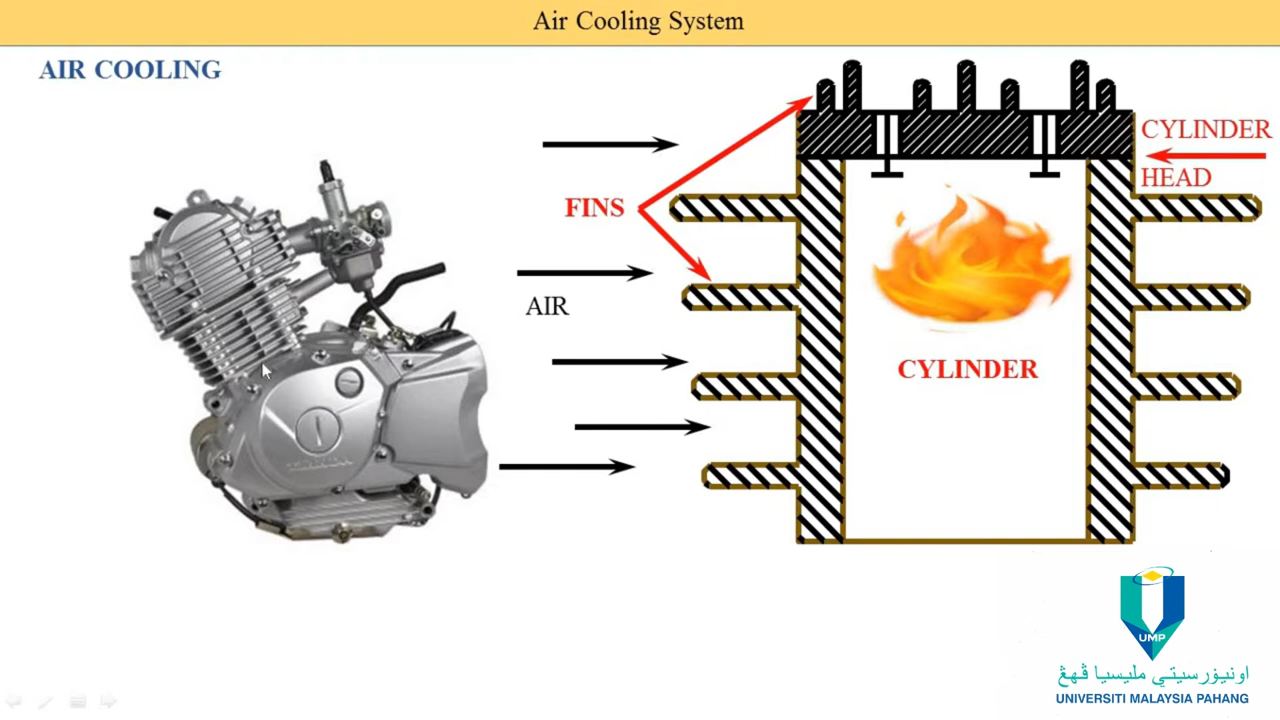 Air Cooling System
AIR COOLING
CYLINDER
HEAD
FINS
AIR
CYLINDER
UMP
اونيۏرسيتي مليسيا ڤهڠ
UNIVERSITI MALAYSIA PAHANG